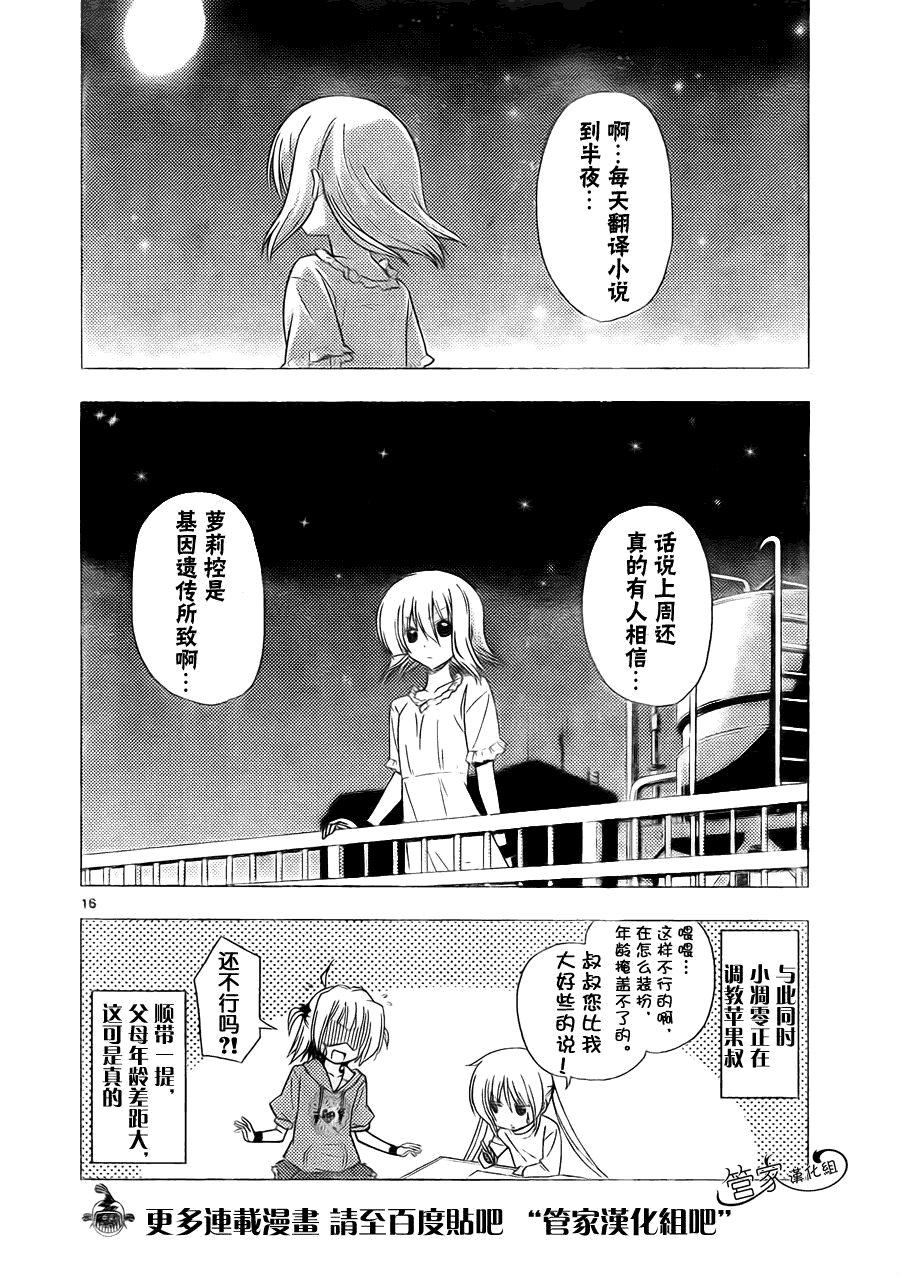 啊…每天翻译小说
到半夜…
话说上周还
真的有人相信…
萝莉控是
基因遗传所致啊…
16
与此同时
小凋零正在
调教苹果叔
喂喂…
这样不行的啊，
在怎么装扮，
年龄掩盖不了的。
叔叔您比我
大好些的说！
还不行吗?!
顺带一提，
父母年龄差距大，
这可是真的
管家漢化組
更多連載漫畫 請至百度貼吧 “管家漢化組吧”